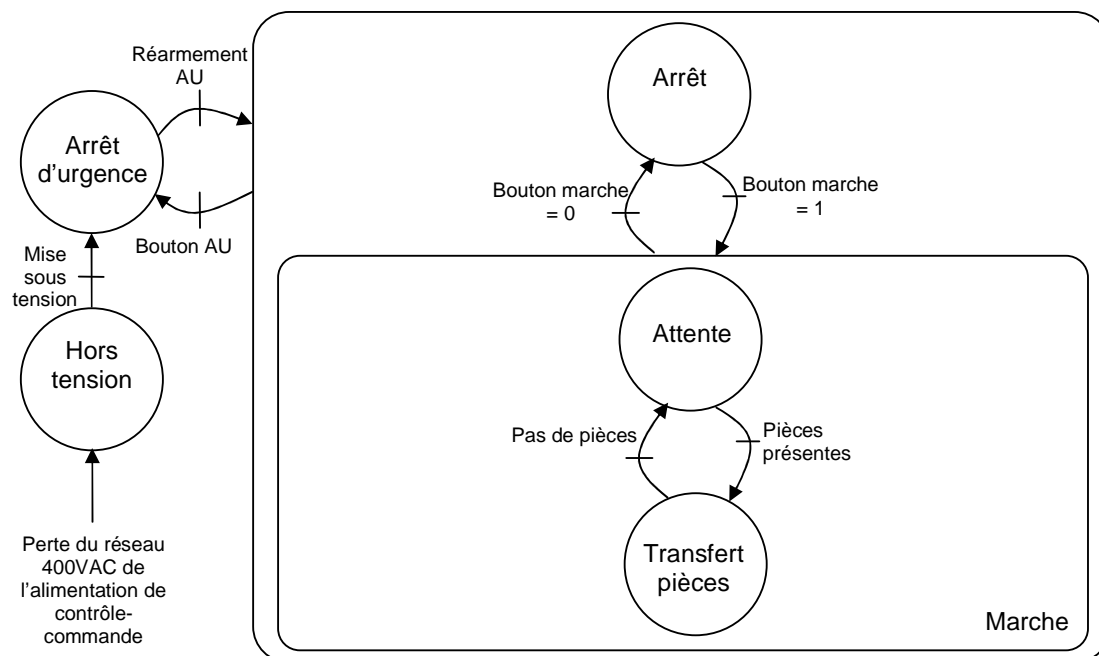 Réarmement
AU
Arrêt
d'urgence
Bouton AU
Mise
sous
tension
Hors
tension
Perte du réseau
400VAC de
l'alimentation de
contrôle-
commande
Arrêt
Bouton marche
= 0
Bouton marche
= 1
Attente
Pas de pièces
Pièces
présentes
Transfert
pièces
Marche